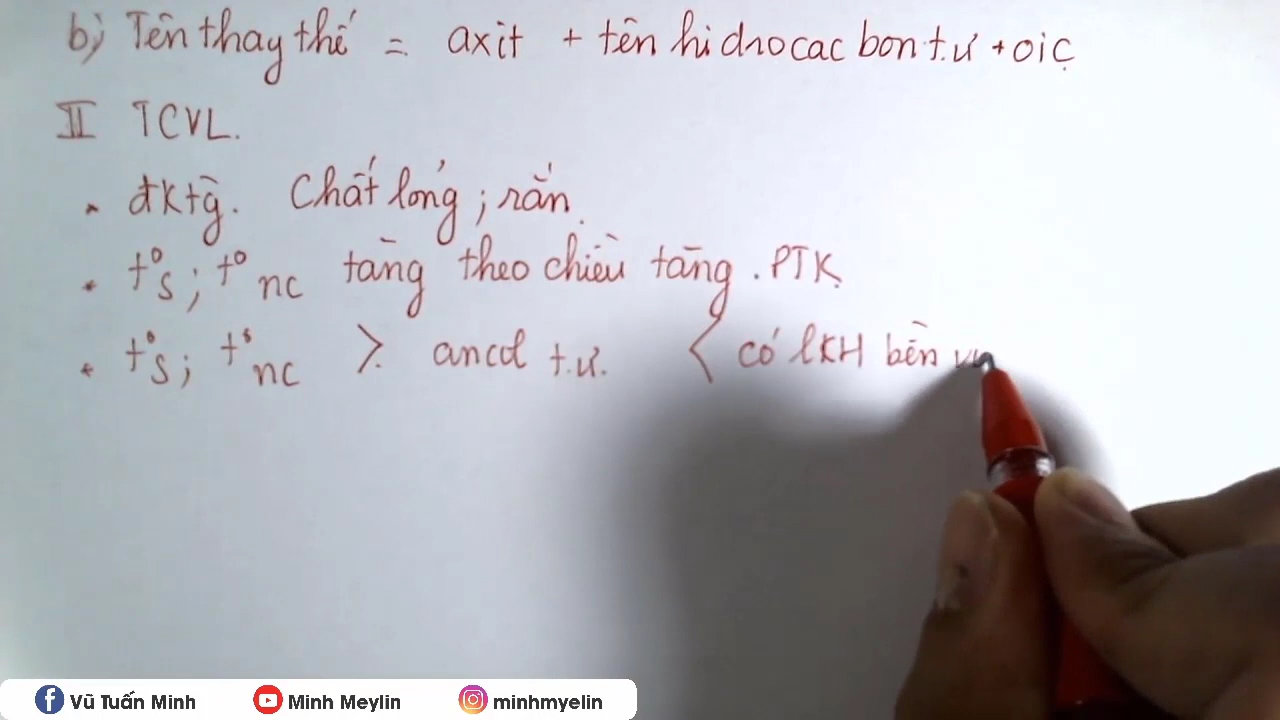 b) Tên thay thế = axit + tên hidrocacbon t.ư + oic
II TCVL.
- đktg. Chất lỏng; rắn.
• t°s; t°nc tăng theo chiều tăng. PTK
• t°s; t°nc > ancol t.ư. < có lKH bền vữ
Vũ Tuấn Minh
Minh Meylin
minhmyelin